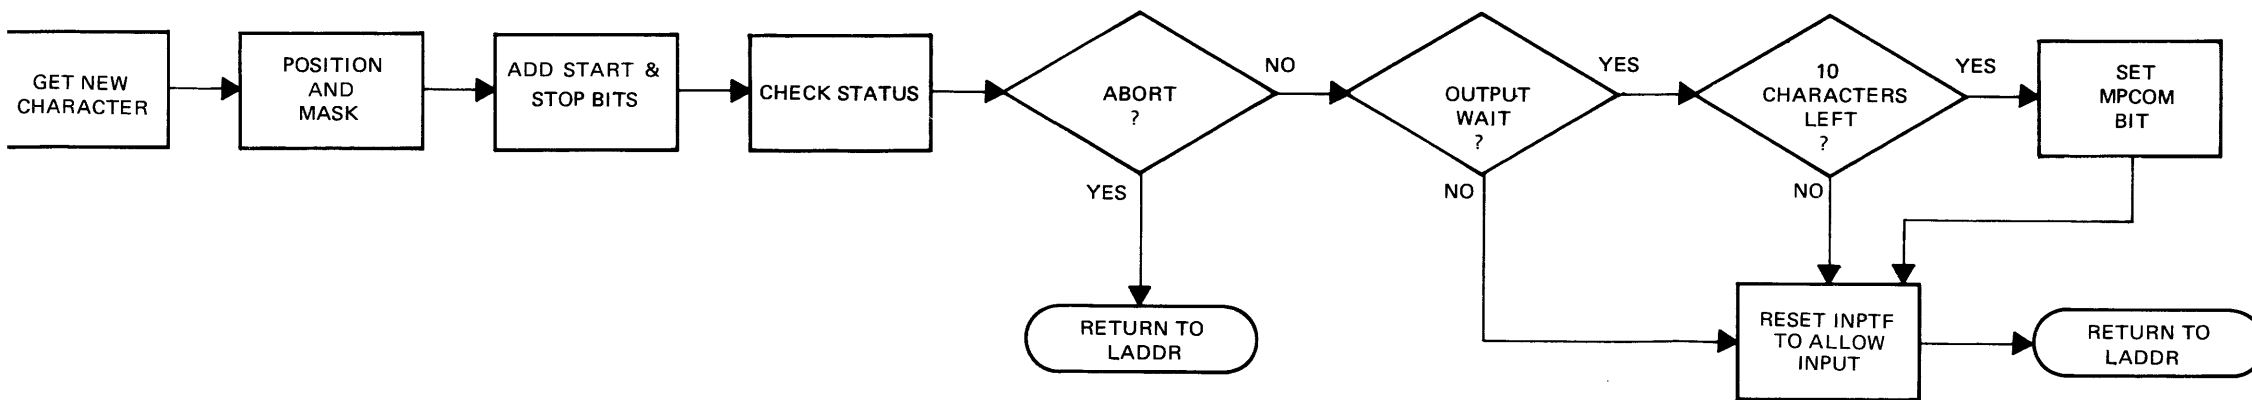 GET NEW
CHARACTER
POSITION
AND
MASK
ADD START &
STOP BITS
CHECK STATUS
ABORT
?
NO
YES
RETURN TO
LADDR
OUTPUT
WAIT
?
YES
NO
10
CHARACTERS
LEFT
?
YES
NO
SET
MPCOM
BIT
RESET INPTF
TO ALLOW
INPUT
RETURN TO
LADDR